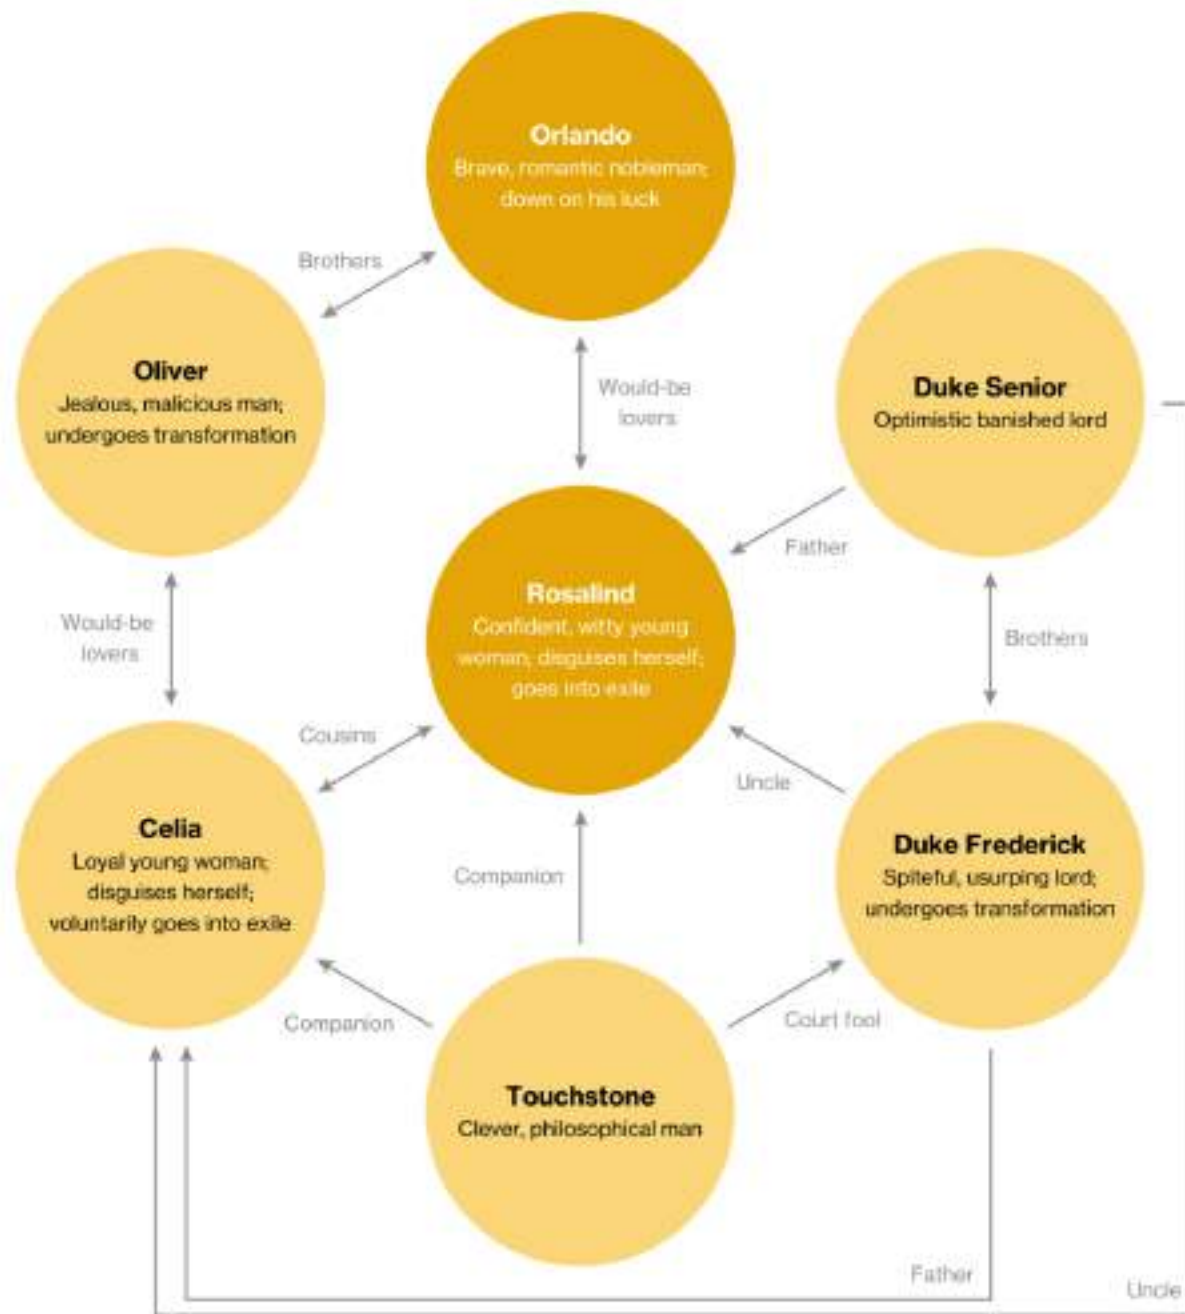 Orlando
Brave, romantic nobleman;
down on his luck
Brothers
Oliver
Jealous, malicious man;
undergoes transformation
Would-be
lovers
Duke Senior
Optimistic banished lord
Father
Rosalind
Confident, witty young
woman; disguises herself;
goes into exile
Would-be
lovers
Brothers
Cousins
Uncle
Celia
Loyal young woman;
disguises herself;
voluntarily goes into exile
Companion
Duke Frederick
Spiteful, usurping lord;
undergoes transformation
Companion
Court fool
Touchstone
Clever, philosophical man
Father
Uncle